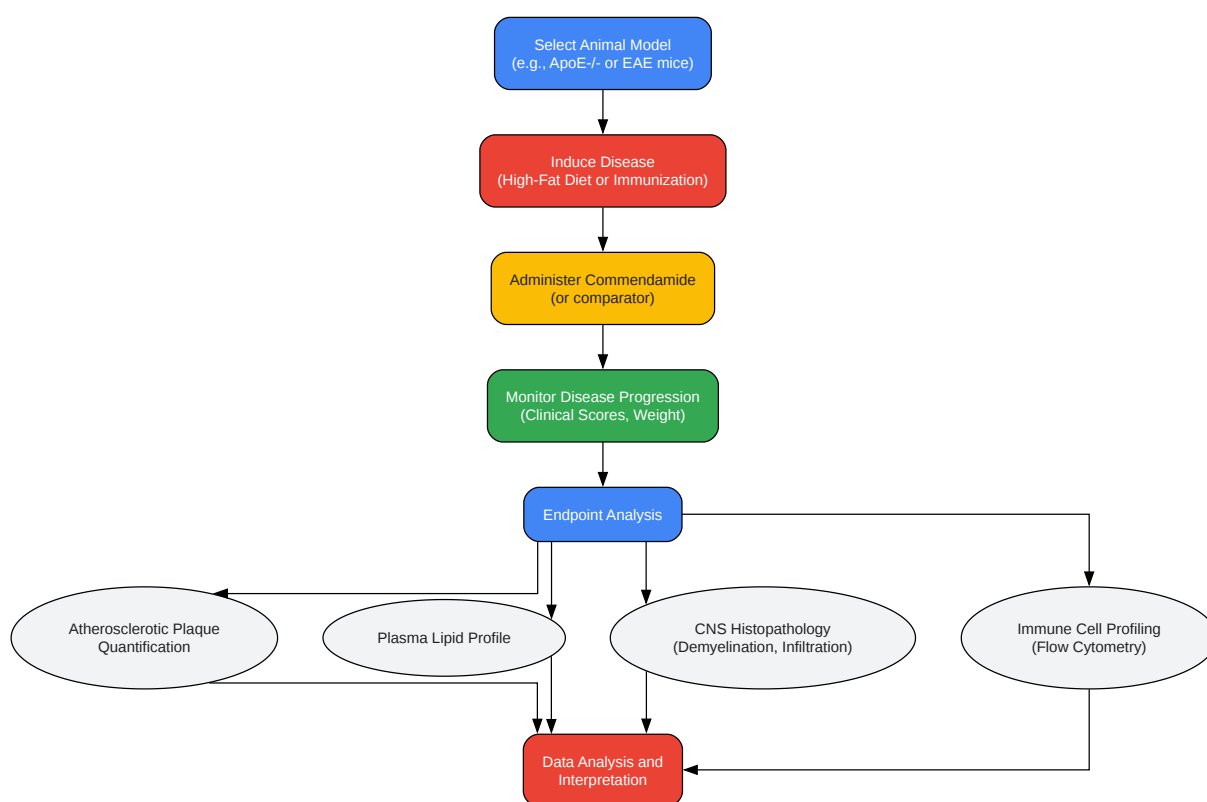 Select Animal Model
(e.g., ApoE-/- or EAE mice)
Induce Disease
(High-Fat Diet or Immunization)
Administer Commendamide
(or comparator)
Monitor Disease Progression
(Clinical Scores, Weight)
Endpoint Analysis
Atherosclerotic Plaque
Quantification
Plasma Lipid Profile
CNS Histopathology
(Demyelination, Infiltration)
Immune Cell Profiling
(Flow Cytometry)
Data Analysis and
Interpretation